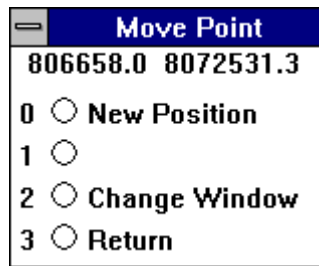 Move Point
806658.0 8072531.3
0 New Position
1
2 Change Window
3 Return